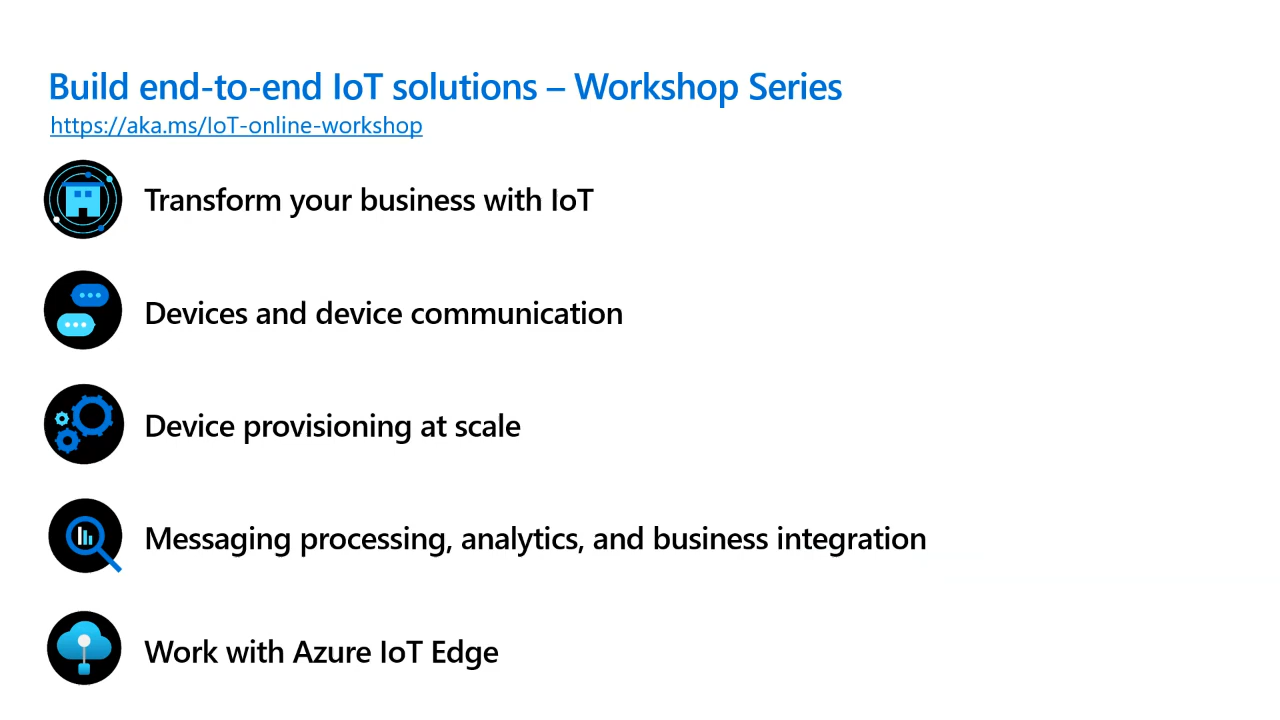 Build end-to-end IoT solutions – Workshop Series
https://aka.ms/IoT-online-workshop
Transform your business with IoT
Devices and device communication
Device provisioning at scale
Messaging processing, analytics, and business integration
Work with Azure IoT Edge